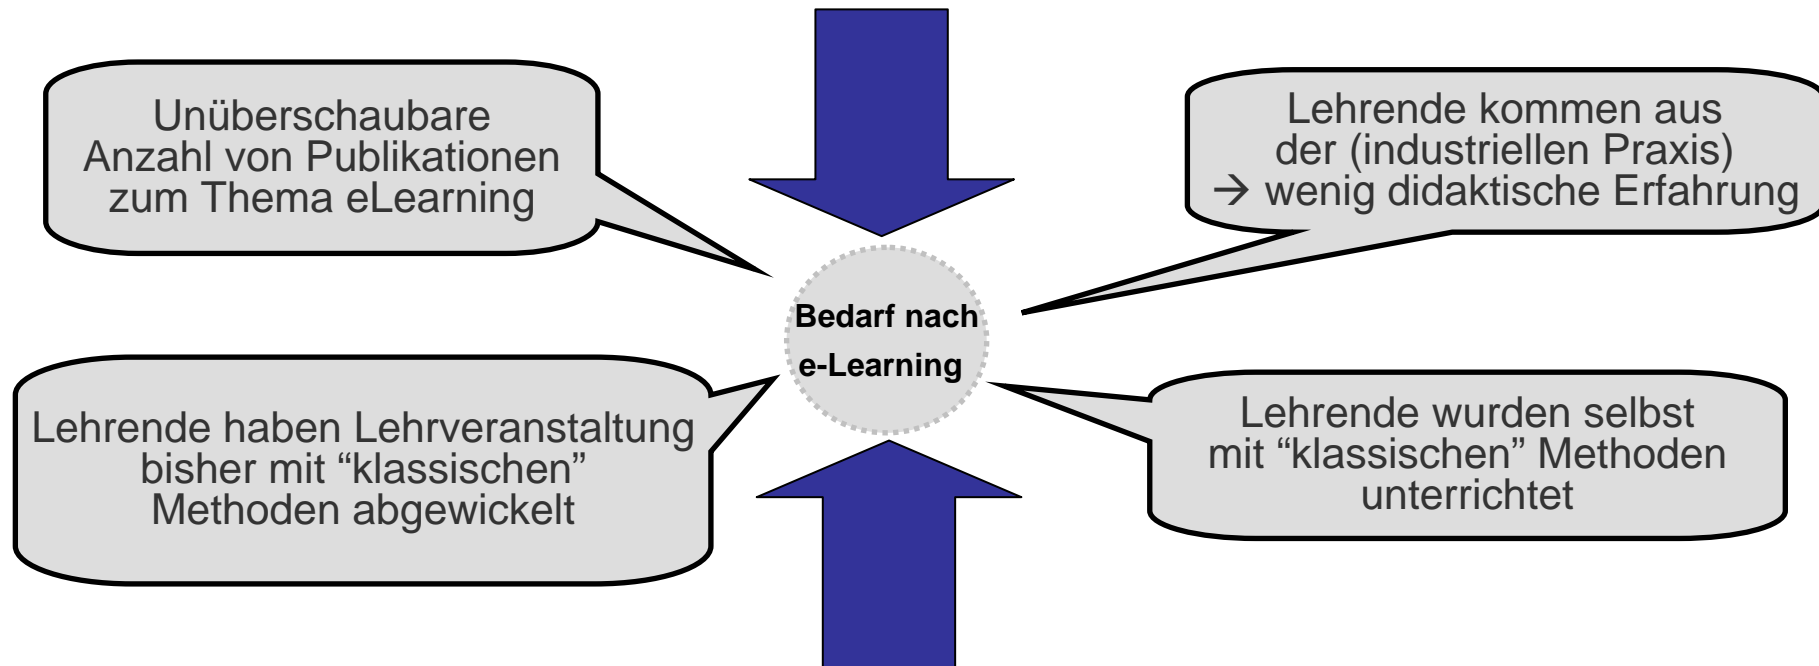 Unüberschaubare
Anzahl von Publikationen
zum Thema eLearning
Lehrende kommen aus
der (industriellen Praxis)
→ wenig didaktische Erfahrung
Bedarf nach
e-Learning
Lehrende haben Lehrveranstaltung
bisher mit “klassischen”
Methoden abgewickelt
Lehrende wurden selbst
mit “klassischen” Methoden
unterrichtet